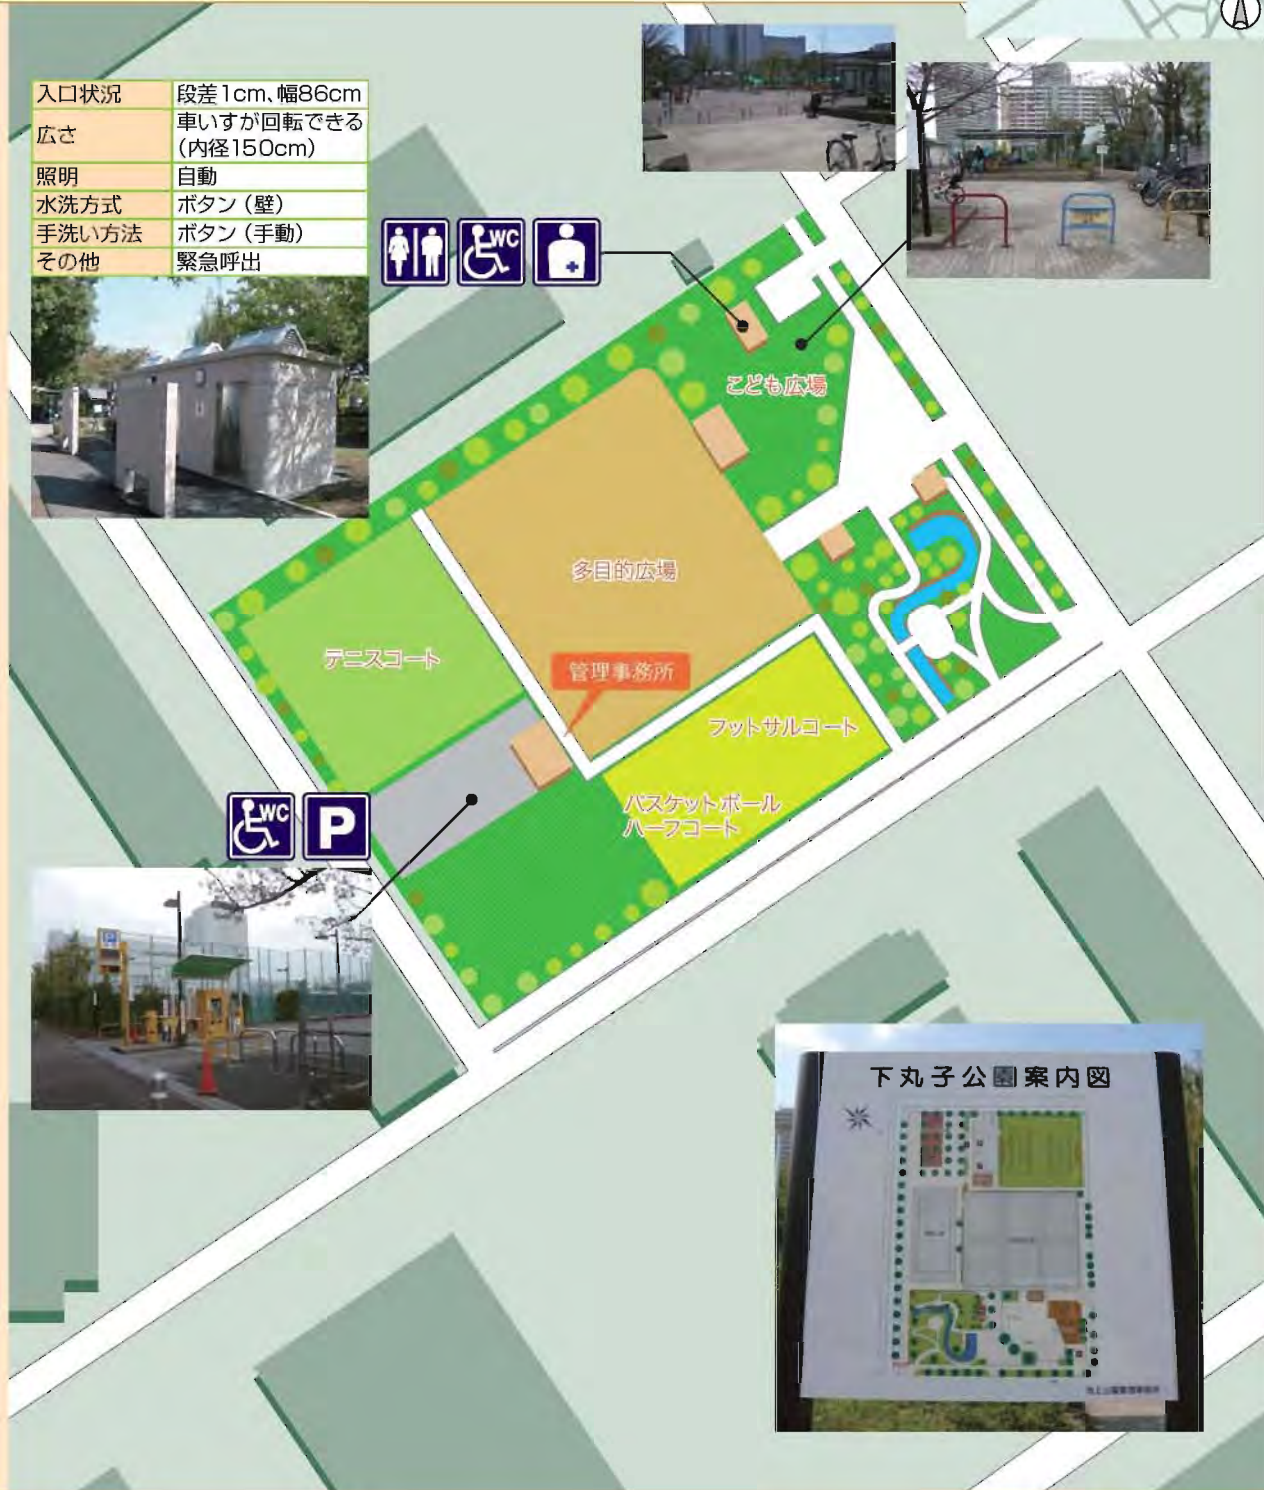 入口状況 段差1cm、幅86cm
広さ 車いすが回転できる
(内径150cm)
照明 自動
水洗方式 ボタン（壁）
手洗い方法 ボタン（手動）
その他 緊急呼出
WC
こども広場
多目的広場
テニスコート
管理事務所
フットサルコート
バスケットボール
ハーフコート
WC
P
P
下丸子公園案内図